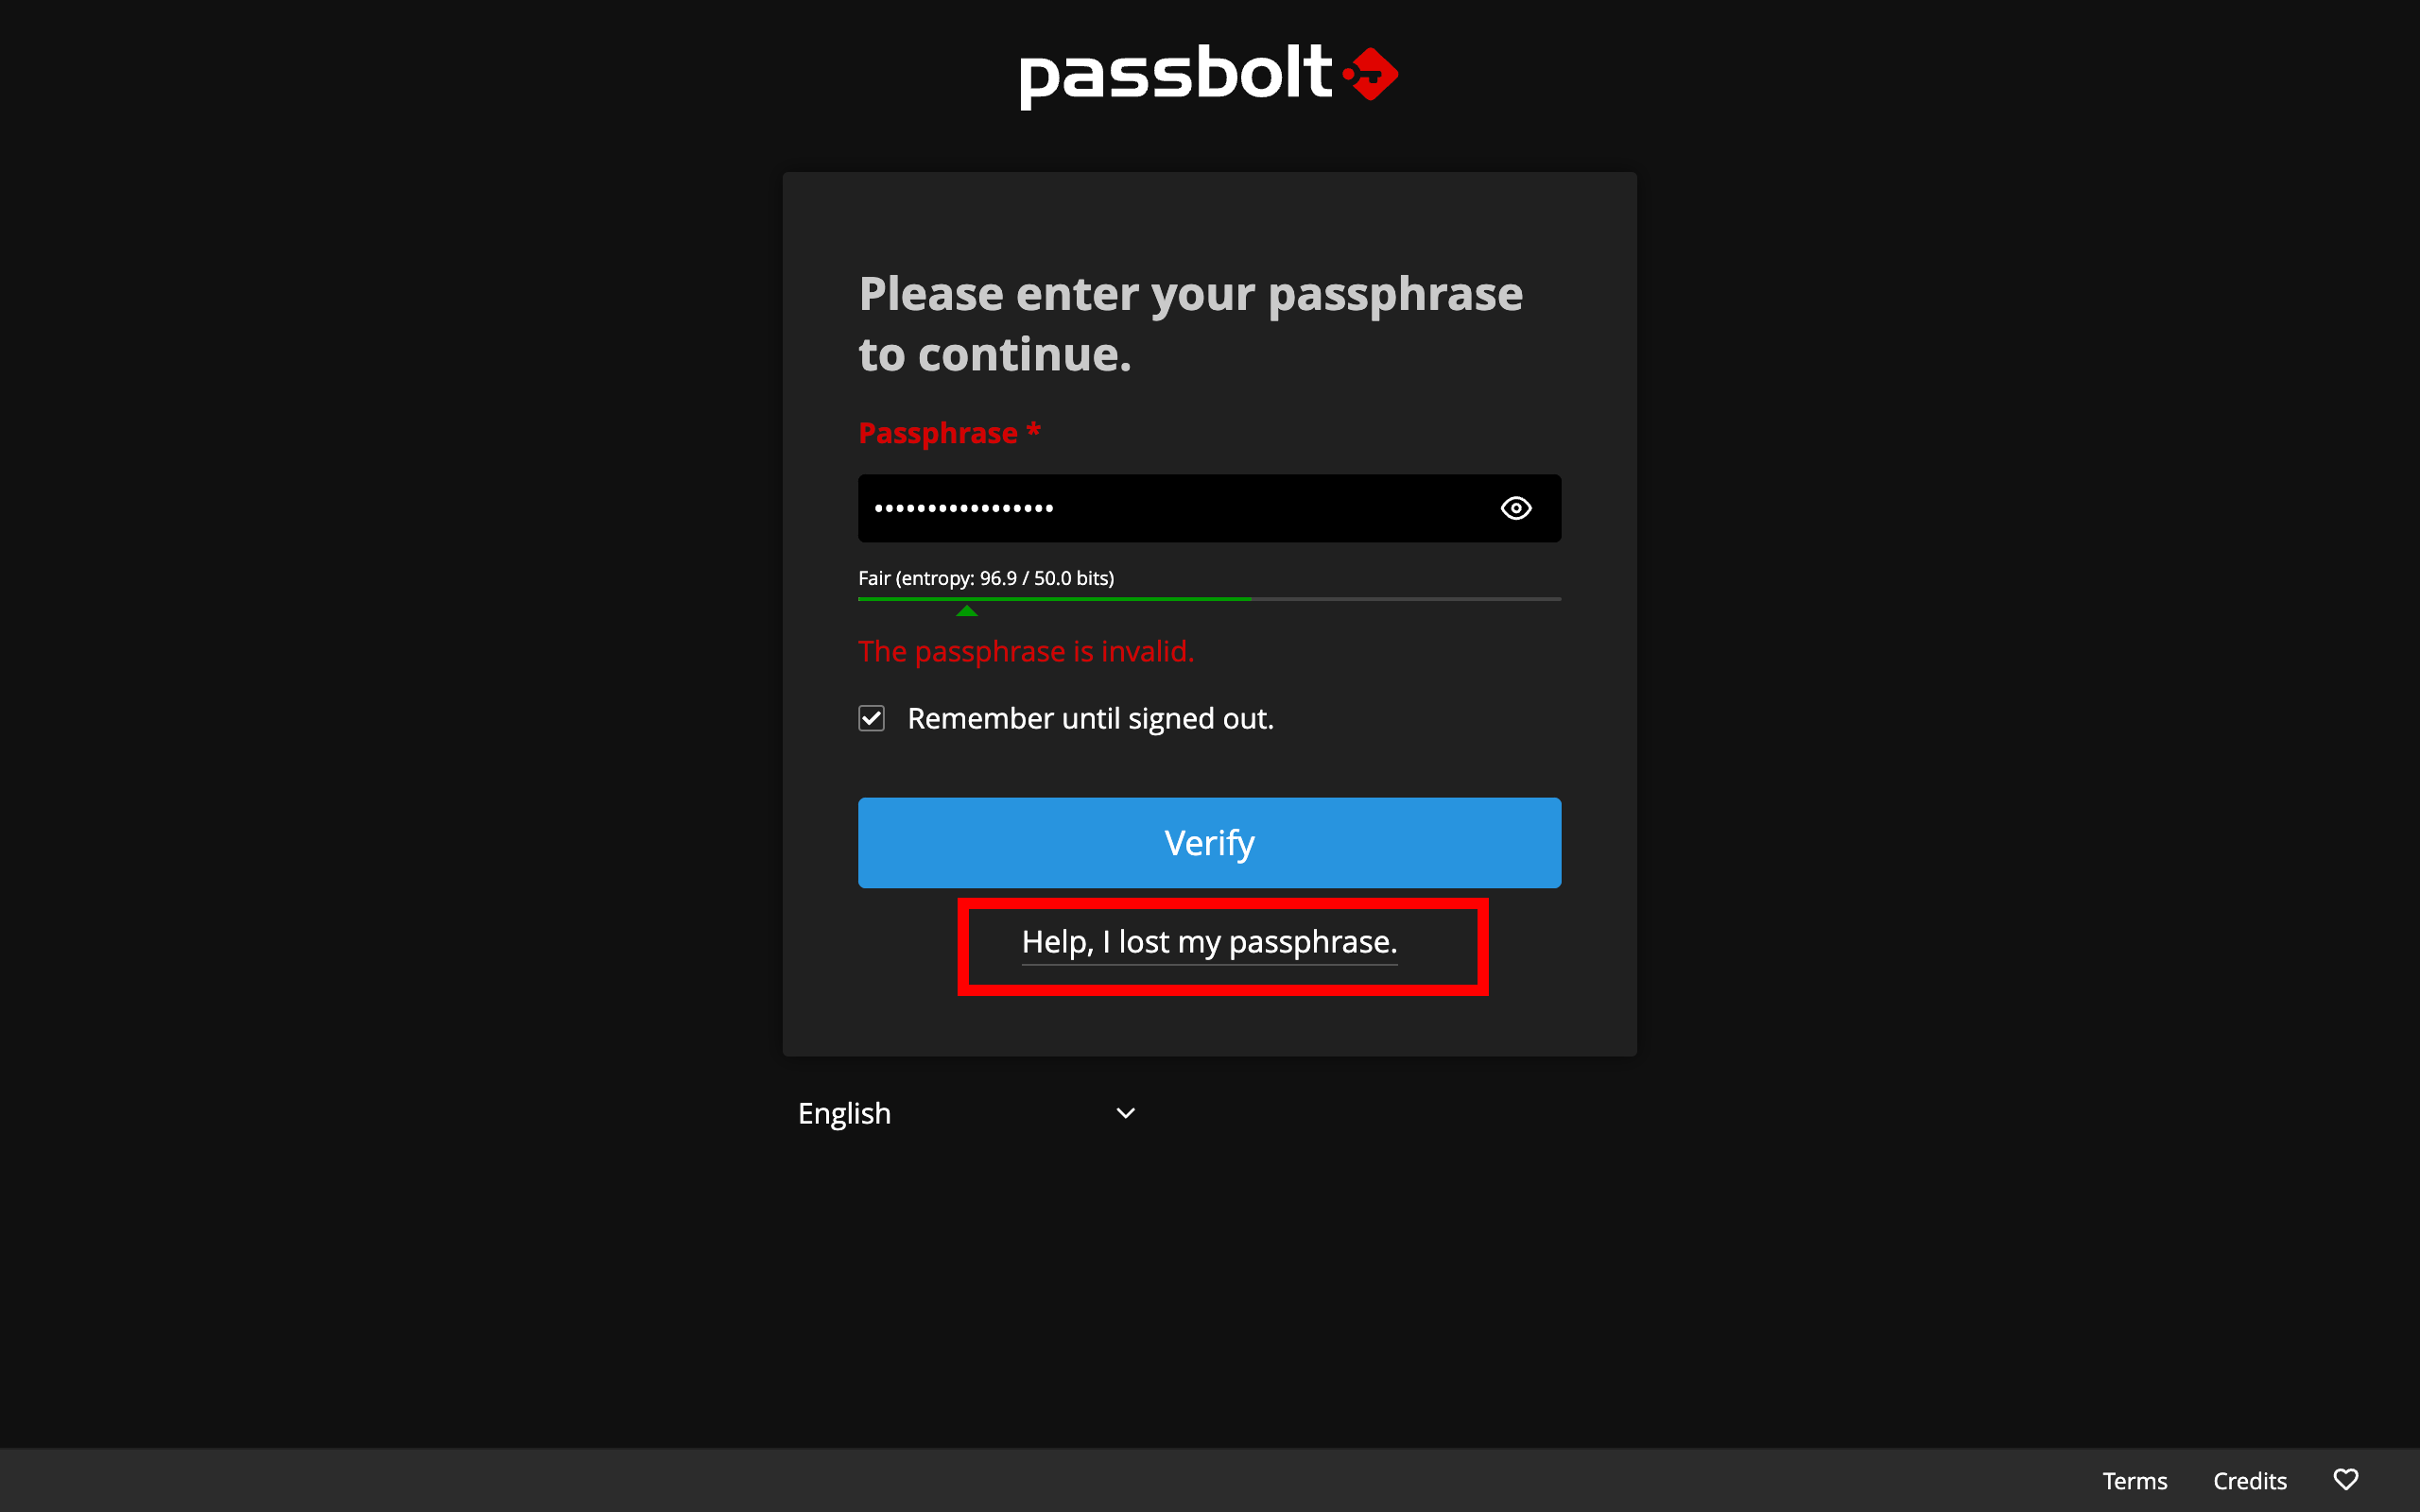 passbolt
Please enter your passphrase
to continue.
Passphrase *
•••••••••••••••••
Fair (entropy: 96.9 / 50.0 bits)
The passphrase is invalid.
Remember until signed out.
Verify
Help, I lost my passphrase.
English
Terms Credits